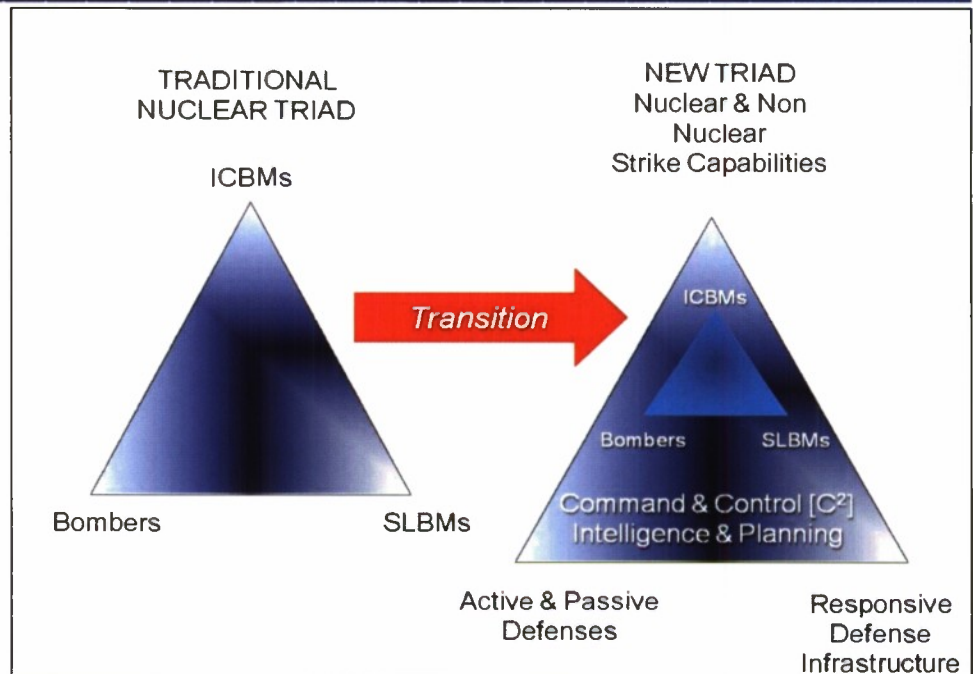 TRADITIONAL
NUCLEAR TRIAD
ICBMs
Bombers
SLBMs
Transition
NEW TRIAD
Nuclear & Non
Nuclear
Strike Capabilities
ICBMs
Bombers
SLBMs
Command & Control [C²]
Intelligence & Planning
Active & Passive
Defenses
Responsive
Defense
Infrastructure